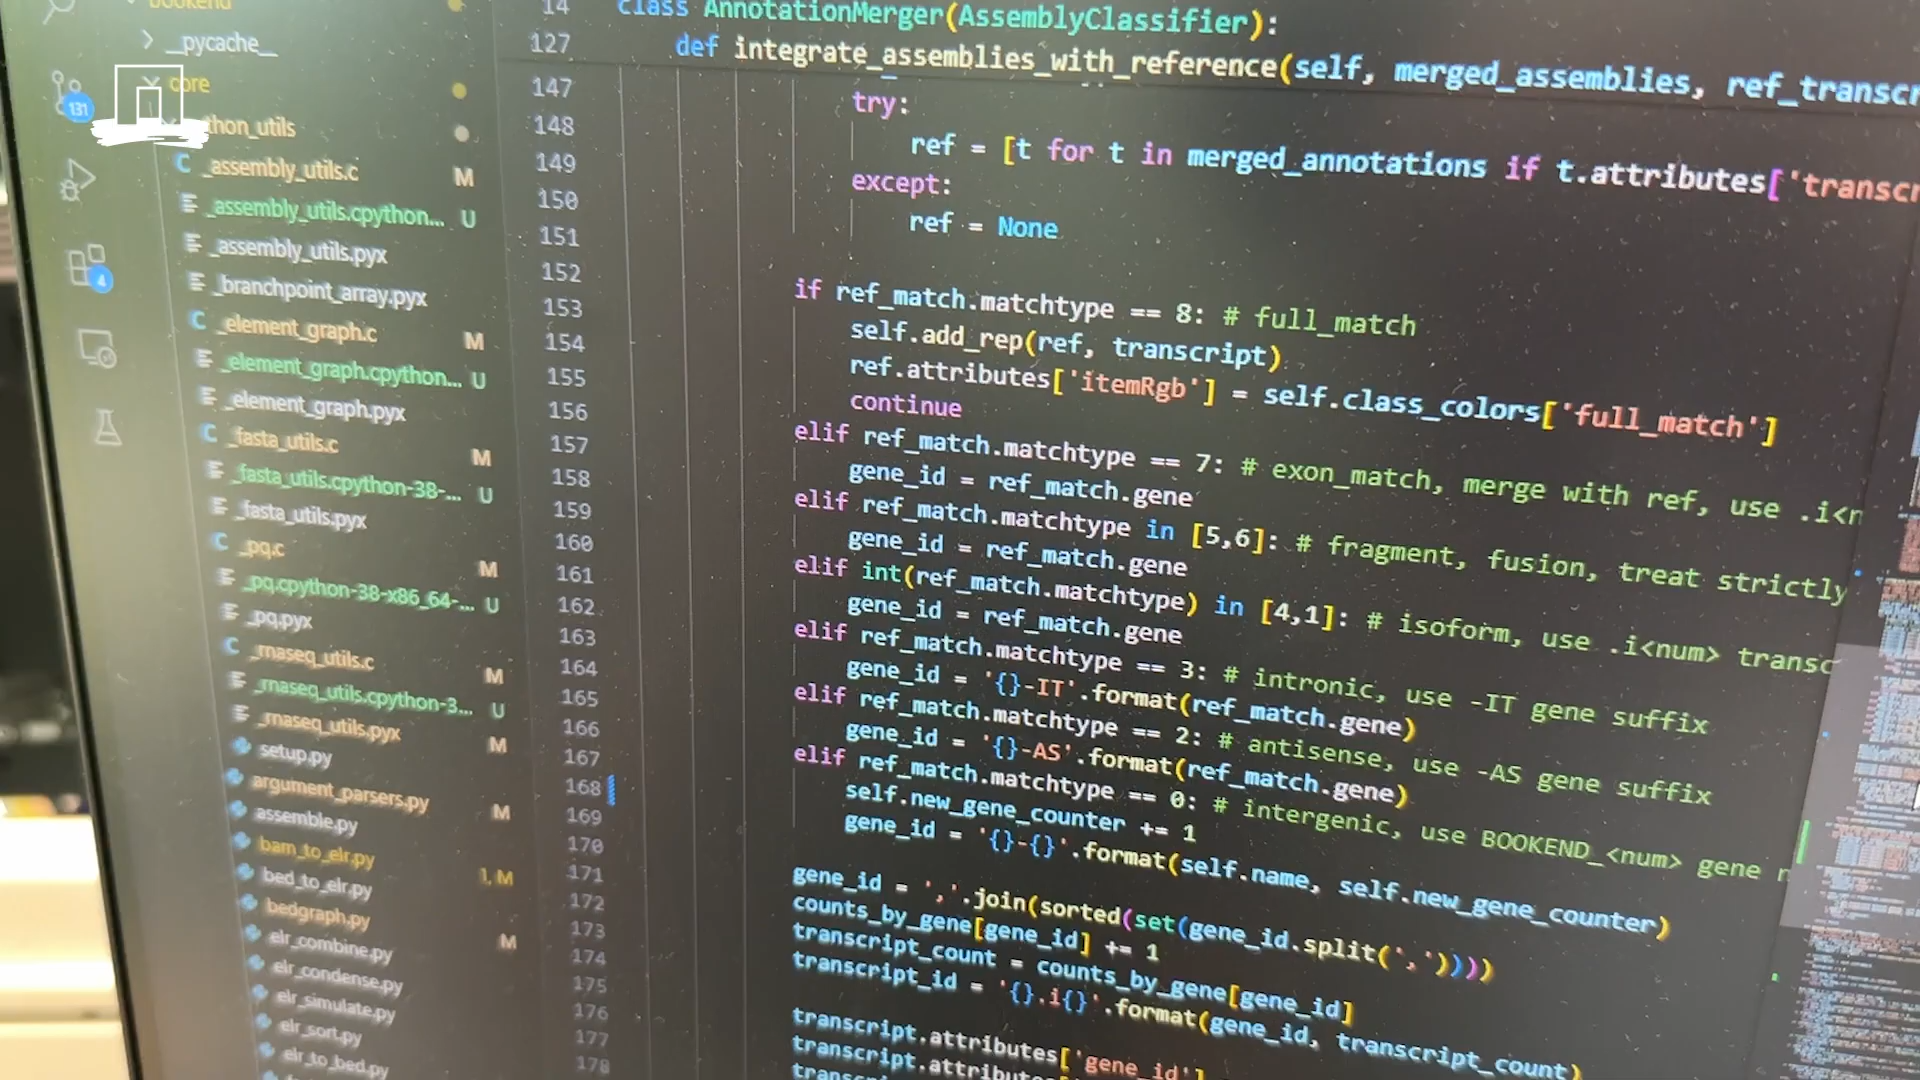 bookend
__pycache__
core
131
_assembly_utils.c M
_assembly_utils.cpython... U
_assembly_utils.pyx
4
_branchpoint_array.pyx
_element_graph.c M
_element_graph.cpython... U
_element_graph.pyx
_fasta_utils.c M
_fasta_utils.cpython-38-... U
_fasta_utils.pyx
_pq.c M
_pq.cpython-38-x86_64-... U
_pq.pyx
_rnaseq_utils.c M
_rnaseq_utils.cpython-3... U
_rnaseq_utils.pyx M
setup.py
argument_parsers.py M
assemble.py
bam_to_elr.py 1, M
bed_to_elr.py
bedgraph.py
elr_combine.py M
elr_condense.py
elr_simulate.py
elr_sort.py
elr_to_bed.py
14 class AnnotationMerger(AssemblyClassifier):
127 def integrate_assemblies_with_reference(self, merged_assemblies, ref_transcr
147 try:
148 ref = [t for t in merged_annotations if t.attributes['transcr
149 except:
150 ref = None
151
152 if ref_match.matchtype == 8: # full_match
153 self.add_rep(ref, transcript)
154 ref.attributes['itemRgb'] = self.class_colors['full_match']
155 continue
156 elif ref_match.matchtype == 7: # exon_match, merge with ref, use .i<n
157 gene_id = ref_match.gene
158 elif ref_match.matchtype in [5,6]: # fragment, fusion, treat strictly
159 gene_id = ref_match.gene
160 elif int(ref_match.matchtype) in [4,1]: # isoform, use .i<num> transc
161 gene_id = ref_match.gene
162 elif ref_match.matchtype == 3: # intronic, use -IT gene suffix
163 gene_id = '{}-IT'.format(ref_match.gene)
164 elif ref_match.matchtype == 2: # antisense, use -AS gene suffix
165 gene_id = '{}-AS'.format(ref_match.gene)
166 elif ref_match.matchtype == 0: # intergenic, use BOOKEND_<num> gene n
167 self.new_gene_counter += 1
168 gene_id = '{}-{}'.format(self.name, self.new_gene_counter)
169
170 gene_id = ','.join(sorted(set(gene_id.split(','))))
171 counts_by_gene[gene_id] += 1
172 transcript_count = counts_by_gene[gene_id]
173 transcript_id = '{}.i{}'.format(gene_id, transcript_count)
174 transcript.attributes['gene_id']
175
176
177
178